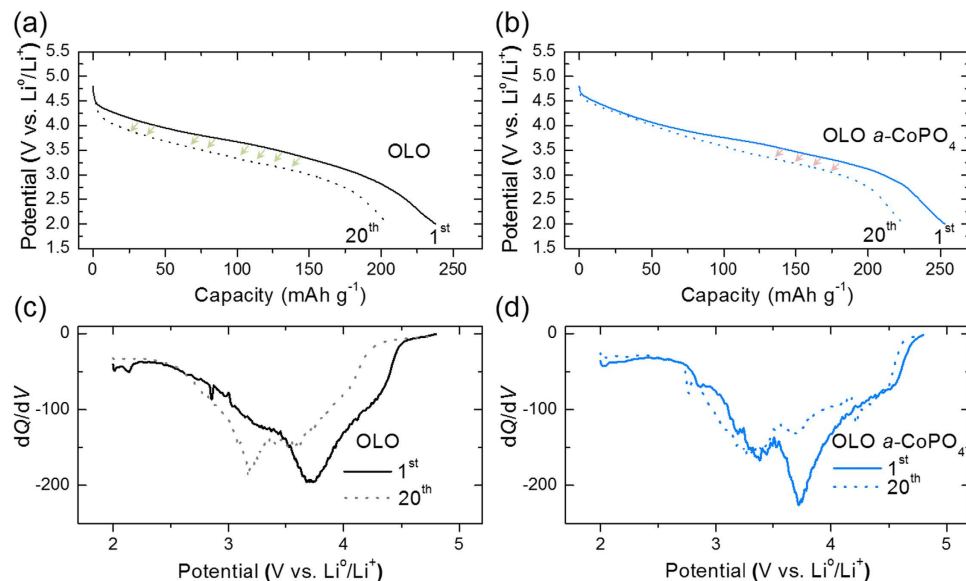 (a)
5.5
5.0
4.5
4.0
3.5
3.0
2.5
2.0
1.5
Potential (V vs. Li⁰/Li⁺)
OLO
20th
1st
0 50 100 150 200 250
Capacity (mAh g⁻¹)
(b)
5.5
5.0
4.5
4.0
3.5
3.0
2.5
2.0
1.5
Potential (V vs. Li⁰/Li⁺)
OLO a-CoPO₄
20th
1st
0 50 100 150 200 250
Capacity (mAh g⁻¹)
(c)
0
-100
-200
dQ/dV
OLO
1st
20th
2 3 4 5
Potential (V vs. Li⁰/Li⁺)
(d)
0
-100
-200
dQ/dV
OLO a-CoPO₄
1st
20th
2 3 4 5
Potential (V vs. Li⁰/Li⁺)